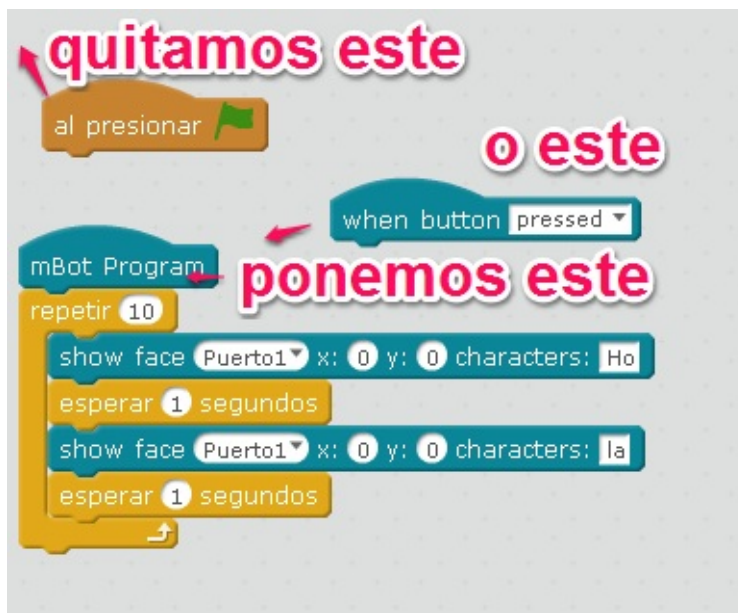 quitamos este
al presionar
o este
when button pressed
mBot Program
ponemos este
repetir 10
show face Puerto1 x: 0 y: 0 characters: Ho
esperar 1 segundos
show face Puerto1 x: 0 y: 0 characters: la
esperar 1 segundos